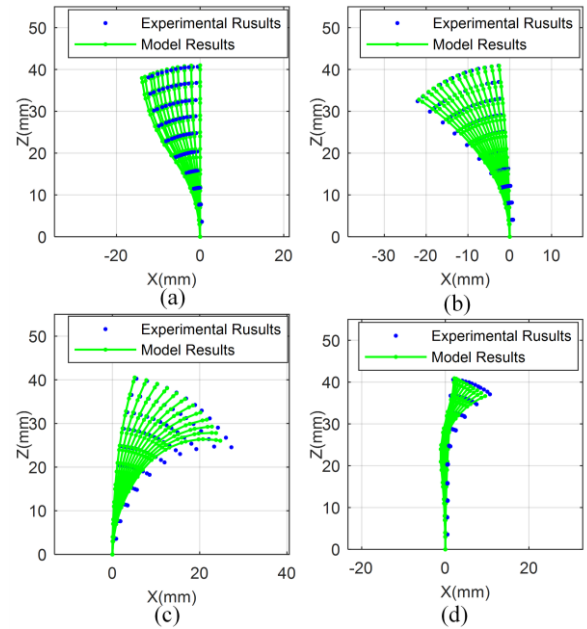 Experimental Rusults
Model Results
Z(mm)
50
40
30
20
10
0
-20
0
20
X(mm)
(a)
Experimental Rusults
Model Results
Z(mm)
50
40
30
20
10
0
-30
-20
-10
0
10
X(mm)
(b)
Experimental Rusults
Model Results
Z(mm)
50
40
30
20
10
0
0
20
40
X(mm)
(c)
Experimental Rusults
Model Results
Z(mm)
50
40
30
20
10
0
-20
0
20
X(mm)
(d)